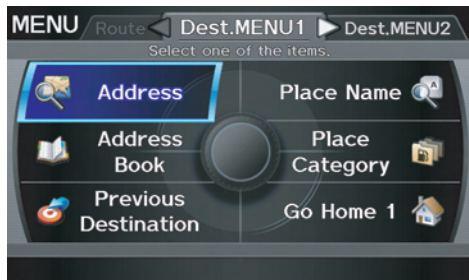 MENU Route Dest.MENU1 Dest.MENU2
Select one of the items.
Address
Place Name
Address
Book
Place
Category
Previous
Destination
Go Home 1